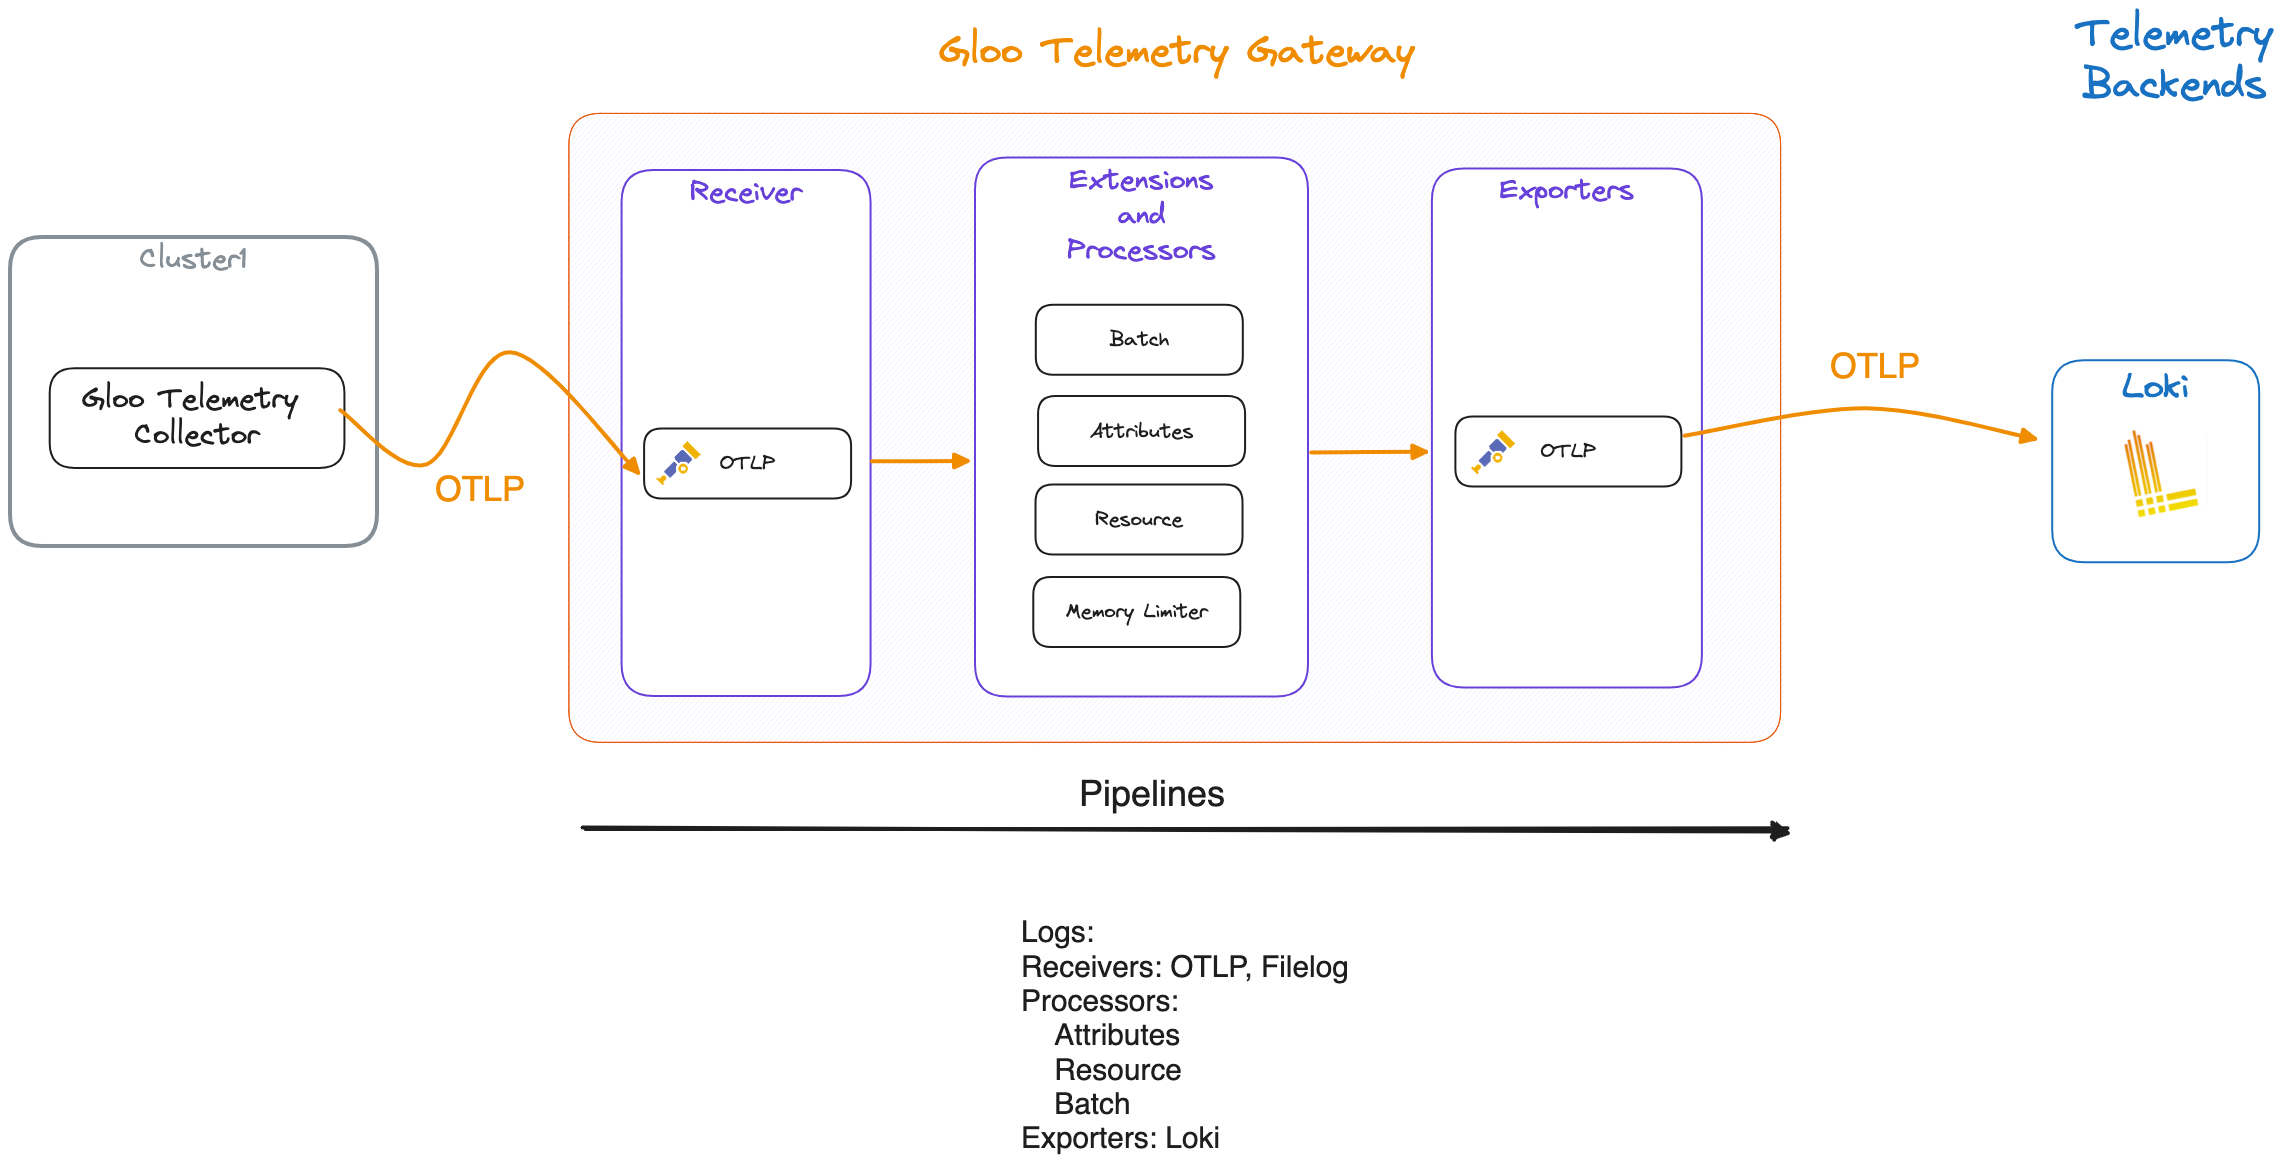 Gloo Telemetry Gateway
Telemetry
Backends
Cluster1
Gloo Telemetry
Collector
OTLP
Receiver
OTLP
Extensions
and
Processors
Batch
Attributes
Resource
Memory Limiter
Exporters
OTLP
OTLP
Loki
Pipelines
Logs:
Receivers: OTLP, Filelog
Processors:
Attributes
Resource
Batch
Exporters: Loki